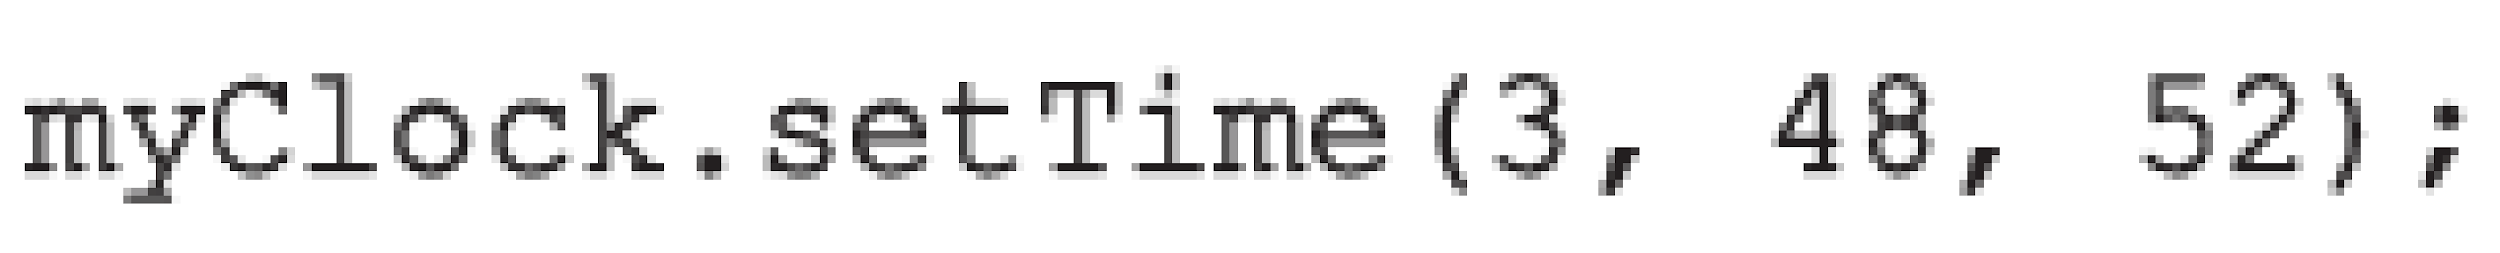 myClock.setTime(3, 48, 52);